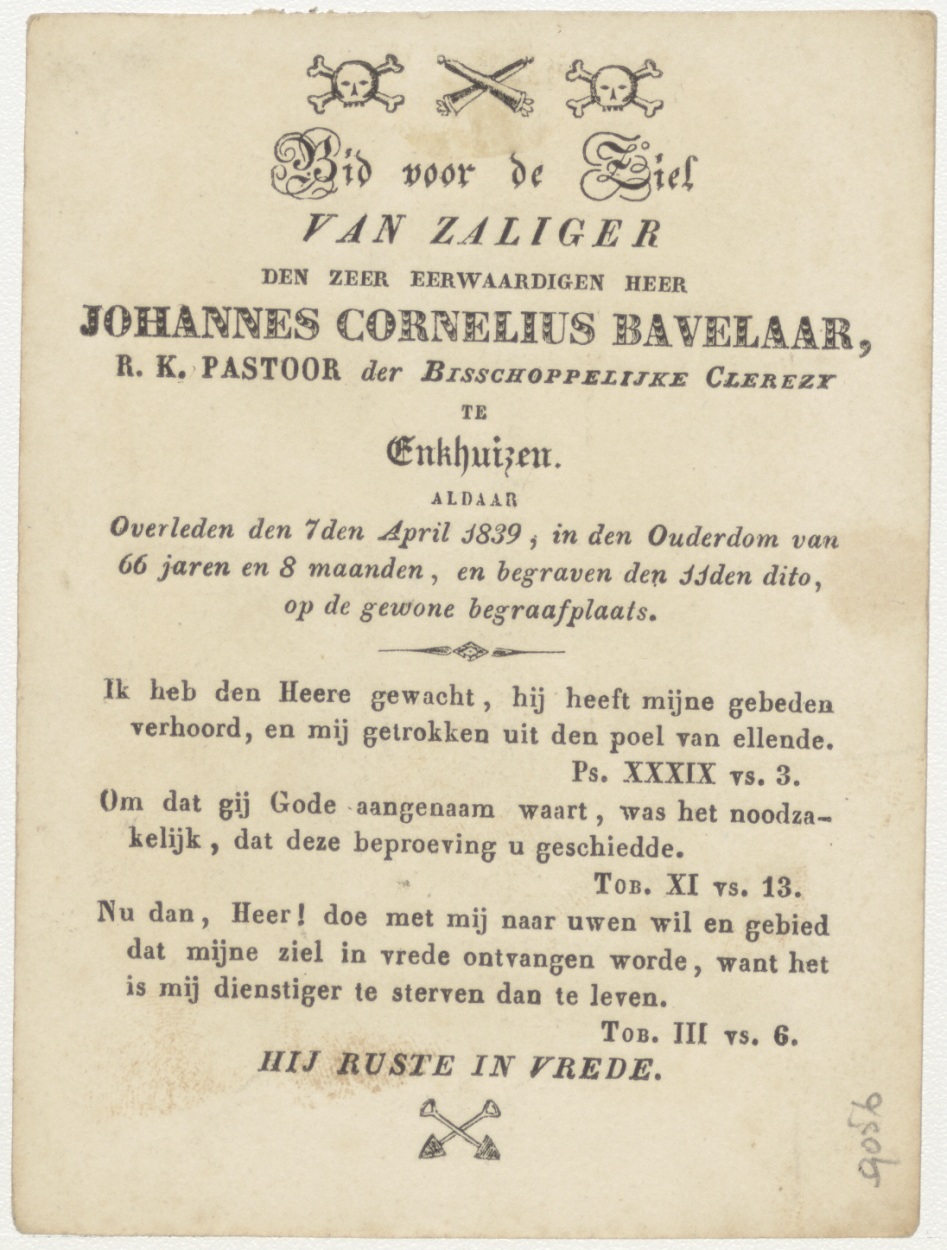 Bid voor de Ziel
VAN ZALIGER
DEN ZEER EERWAARDIGEN HEER
JOHANNES CORNELIUS BAVELAAR,
R. K. PASTOOR der BISSCHOPPELIJKE CLEREZY
TE
Enkhuizen.
ALDAAR
Overleden den 7den April 1839, in den Ouderdom van
66 jaren en 8 maanden, en begraven den 11den dito,
op de gewone begraafplaats.
Ik heb den Heere gewacht, hij heeft mijne gebeden
verhoord, en mij getrokken uit den poel van ellende.
Ps. XXXIX vs. 3.
Om dat gij Gode aangenaam waart, was het noodza-
kelijk, dat deze beproeving u geschiedde.
TOB. XI vs. 13.
Nu dan, Heer! doe met mij naar uwen wil en gebied
dat mijne ziel in vrede ontvangen worde, want het
is mij dienstiger te sterven dan te leven.
TOB. III vs. 6.
HIJ RUSTE IN VREDE.